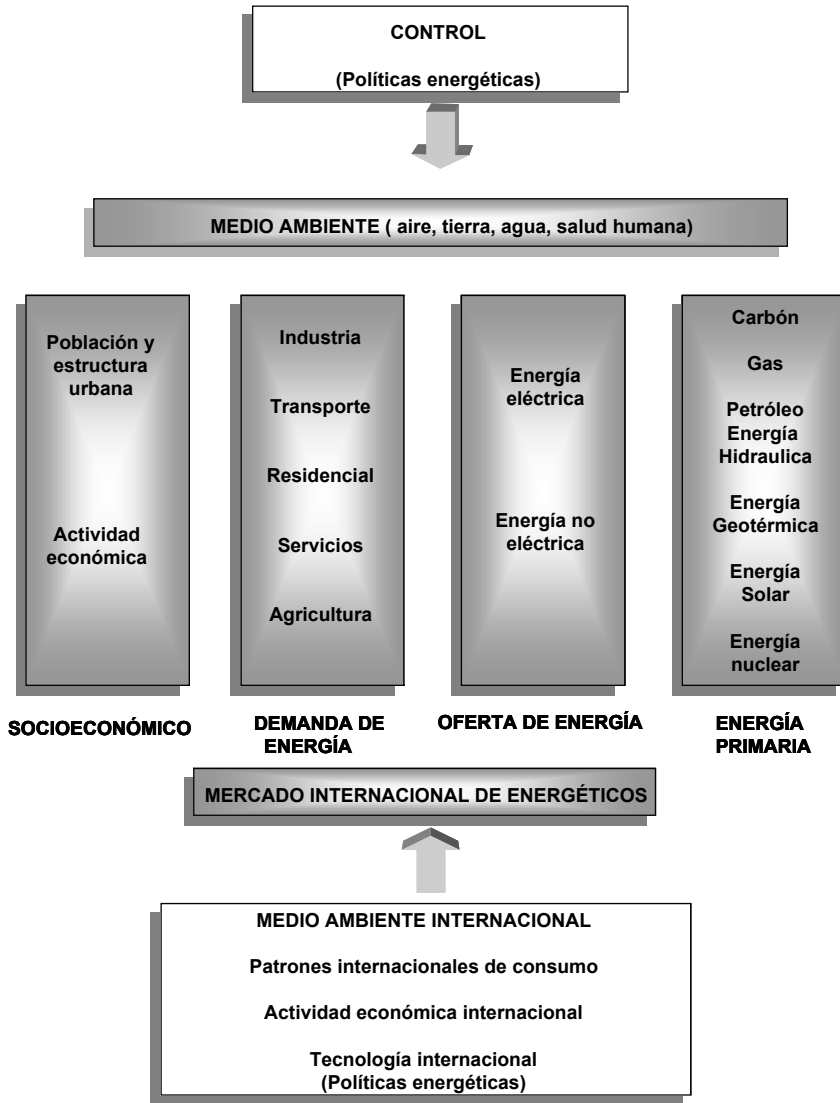 CONTROL
(Políticas energéticas)
MEDIO AMBIENTE ( aire, tierra, agua, salud humana)
Población y
estructura
urbana
Actividad
económica
SOCIOECONÓMICO
Industria
Transporte
Residencial
Servicios
Agricultura
DEMANDA DE
ENERGÍA
Energía
eléctrica
Energía no
eléctrica
OFERTA DE ENERGÍA
Carbón
Gas
Petróleo
Energía
Hidraulica
Energía
Geotérmica
Energía
Solar
Energía
nuclear
ENERGÍA
PRIMARIA
MERCADO INTERNACIONAL DE ENERGÉTICOS
MEDIO AMBIENTE INTERNACIONAL
Patrones internacionales de consumo
Actividad económica internacional
Tecnología internacional
(Políticas energéticas)